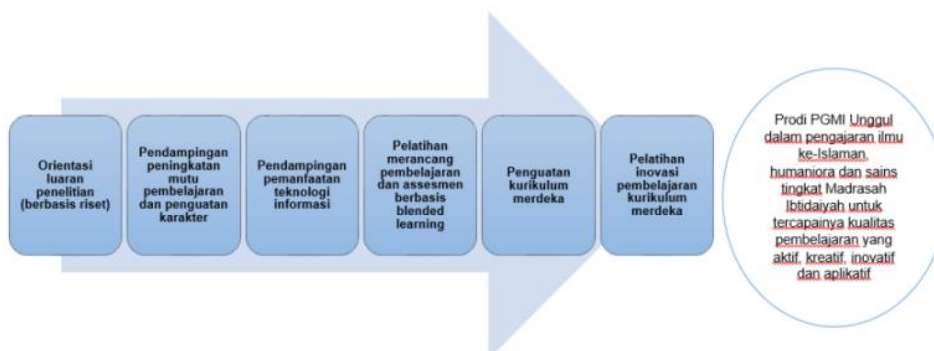 Orientasi
luaran
penelitian
(berbasis riset)
Pendampingan
peningkatan
mutu
pembelajaran
dan penguatan
karakter
Pendampingan
pemanfaatan
teknologi
informasi
Pelatihan
merancang
pembelajaran
dan assesmen
berbasis
blended
learning
Penguatan
kurikulum
merdeka
Pelatihan
inovasi
pembelajaran
kurikulum
merdeka
Prodi PGMI Unggul
dalam pengajaran ilmu
ke-Islaman,
humaniora dan sains
tingkat Madrasah
Ibtidaiyah untuk
tercapainya kualitas
pembelajaran yang
aktif, kreatif, inovatif
dan aplikatif